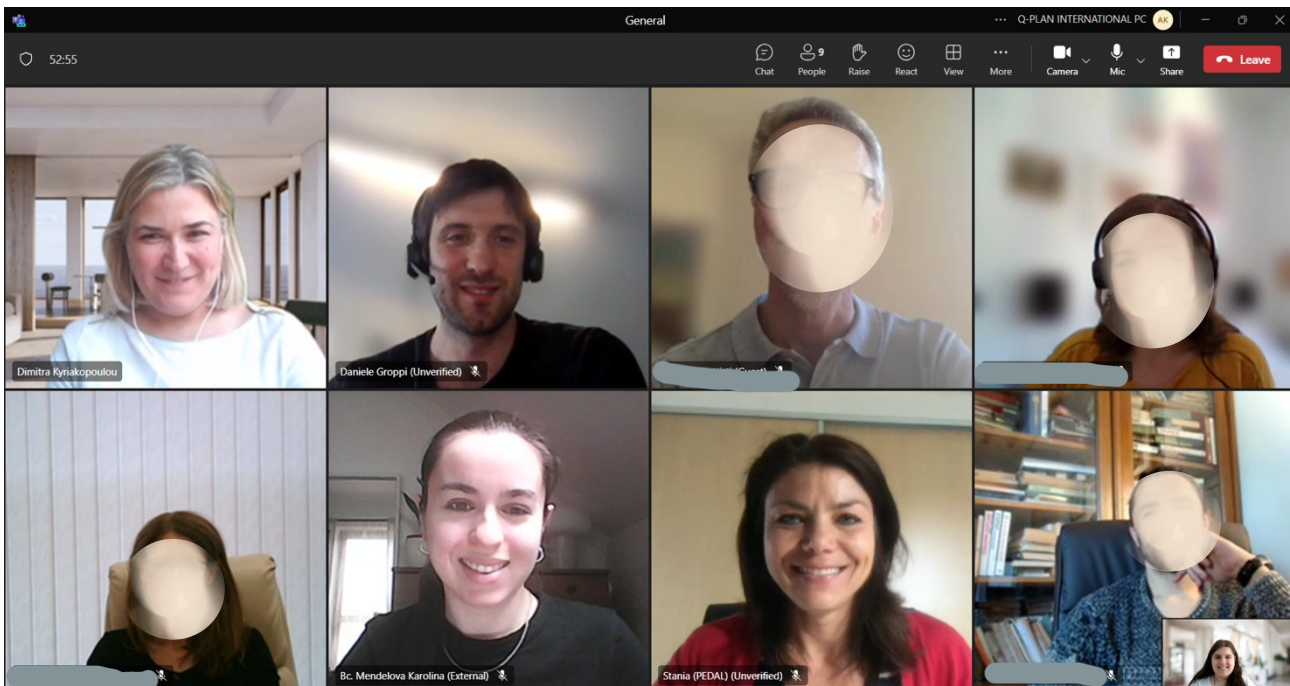 General
Q-PLAN INTERNATIONAL PC
AK
52:55
Chat
9
People
Raise
React
View
More
Camera
Mic
Share
Leave
Dimitra Kyriakopoulou
Daniele Groppi (Unverified)
Bc. Mendelova Karolina (External)
Stania (PEDAL) (Unverified)